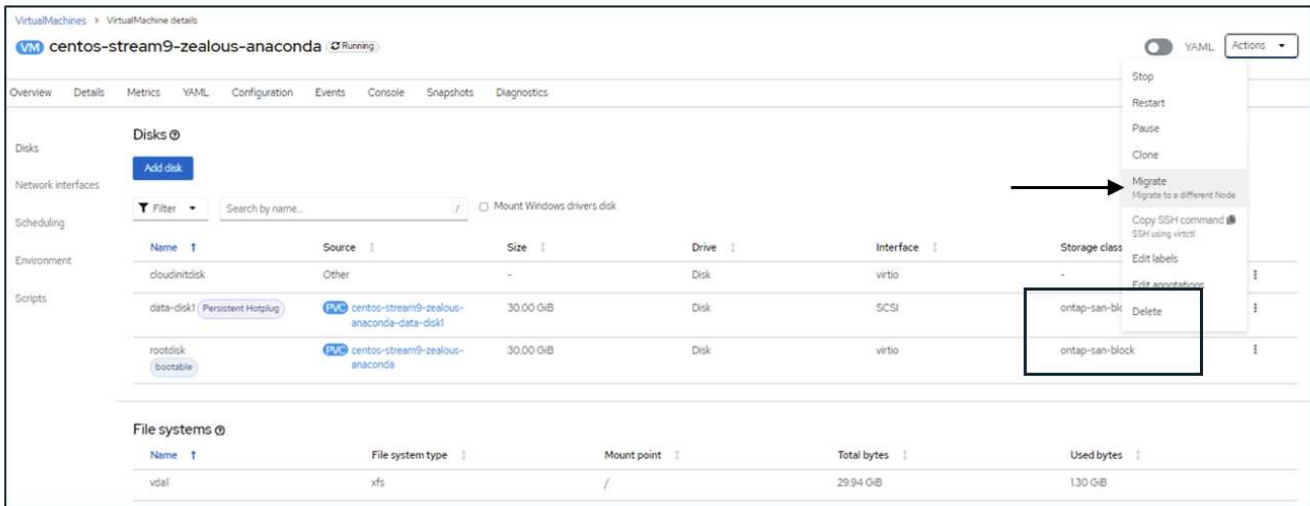 VirtualMachines > VirtualMachine details
VM centos-stream9-zealous-anaconda Running
YAML Actions
Overview Details Metrics YAML Configuration Events Console Snapshots Diagnostics
Stop
Restart
Pause
Clone
Migrate
Migrate to a different Node
Copy SSH command
SSH using virtctl
Edit labels
Edit annotations
Delete
Disks
Network interfaces
Scheduling
Environment
Scripts
Disks
Add disk
Filter Search by name... / Mount Windows drivers disk
Name Source Size Drive Interface Storage class
cloudinitdisk Other - Disk virtio -
data-disk1 Persistent Hotplug PVC centos-stream9-zealous- 30.00 GiB Disk SCSI ontap-san-blo
anaconda-data-disk1
rootdisk PVC centos-stream9-zealous- 30.00 GiB Disk virtio ontap-san-block
bootable anaconda
File systems
Name File system type Mount point Total bytes Used bytes
vda1 xfs / 29.94 GiB 1.30 GiB